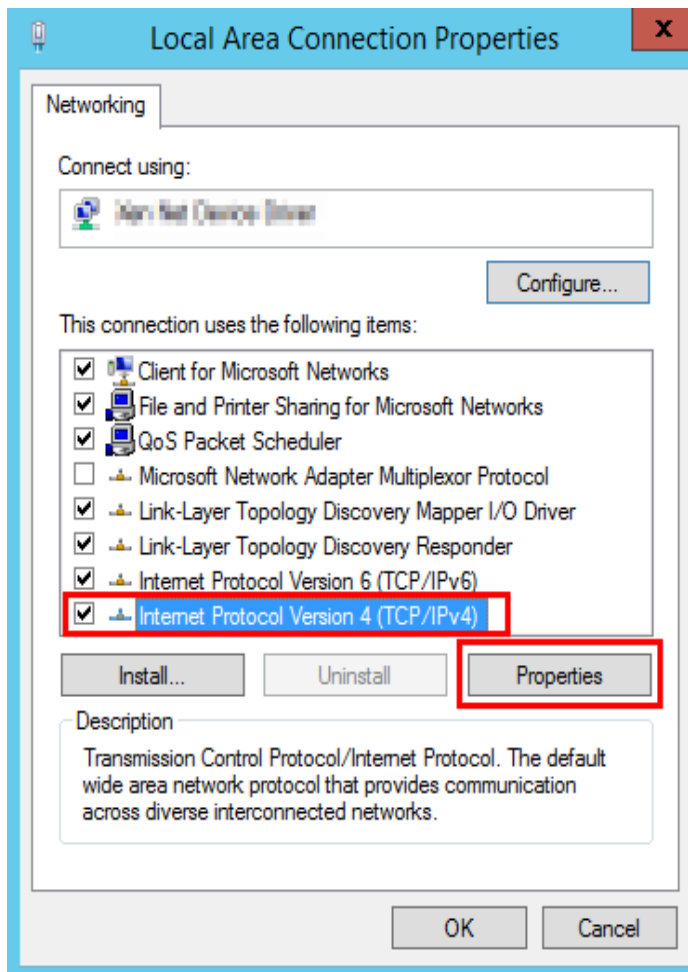 Local Area Connection Properties
x
Networking
Connect using:
Configure...
This connection uses the following items:
Client for Microsoft Networks
File and Printer Sharing for Microsoft Networks
QoS Packet Scheduler
Microsoft Network Adapter Multiplexor Protocol
Link-Layer Topology Discovery Mapper I/O Driver
Link-Layer Topology Discovery Responder
Internet Protocol Version 6 (TCP/IPv6)
Internet Protocol Version 4 (TCP/IPv4)
Install...
Uninstall
Properties
Description
Transmission Control Protocol/Internet Protocol. The default
wide area network protocol that provides communication
across diverse interconnected networks.
OK
Cancel